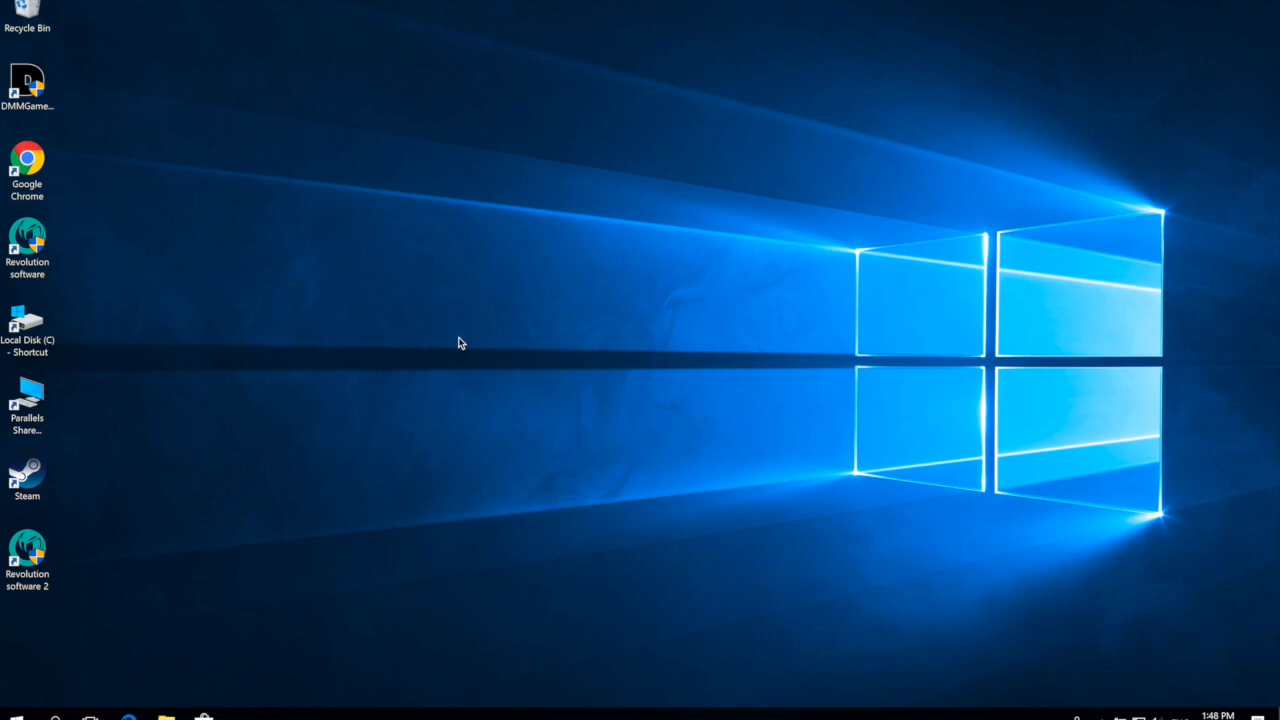 Recycle Bin
DMMGame...
Google
Chrome
Revolution
software
Local Disk (C)
- Shortcut
Parallels
Share...
Steam
Revolution
software 2
1:48 PM